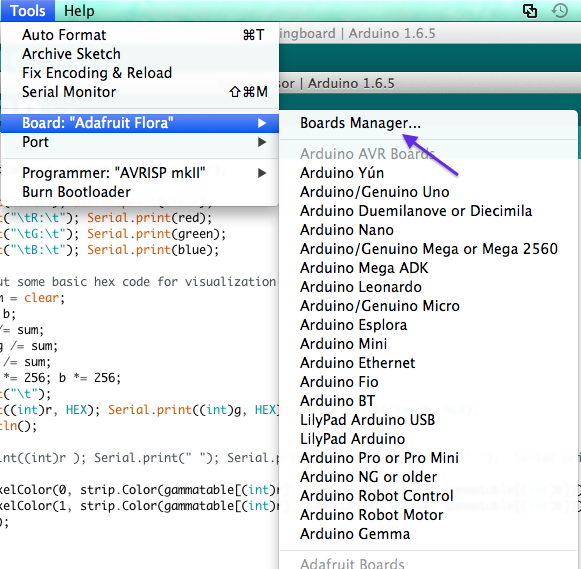 Tools Help
ingboard | Arduino 1.6.5
sor | Arduino 1.6.5
Auto Format ⌘T
Archive Sketch
Fix Encoding & Reload
Serial Monitor ⇧⌘M
Board: "Adafruit Flora"
Port
Programmer: "AVRISP mkII"
Burn Bootloader
Boards Manager...
Arduino AVR Boards
Arduino Yún
Arduino/Genuino Uno
Arduino Duemilanove or Diecimila
Arduino Nano
Arduino/Genuino Mega or Mega 2560
Arduino Mega ADK
Arduino Leonardo
Arduino/Genuino Micro
Arduino Esplora
Arduino Mini
Arduino Ethernet
Arduino Fio
Arduino BT
LilyPad Arduino USB
LilyPad Arduino
Arduino Pro or Pro Mini
Arduino NG or older
Arduino Robot Control
Arduino Robot Motor
Arduino Gemma
Adafruit Boards
t("\tR:\t"); Serial.print(red);
t("\tG:\t"); Serial.print(green);
t("\tB:\t"); Serial.print(blue);
ut some basic hex code for visualization
m = clear;
b;
/= sum;
g /= sum;
/= sum;
*= 256; b *= 256;
t("\t");
t((int)r, HEX); Serial.print((int)g, HEX)
ln();
int((int)r ); Serial.print(" "); Serial.
xelColor(0, strip.Color(gammatable[(int)r]
xelColor(1, strip.Color(gammatable[(int)r]
);